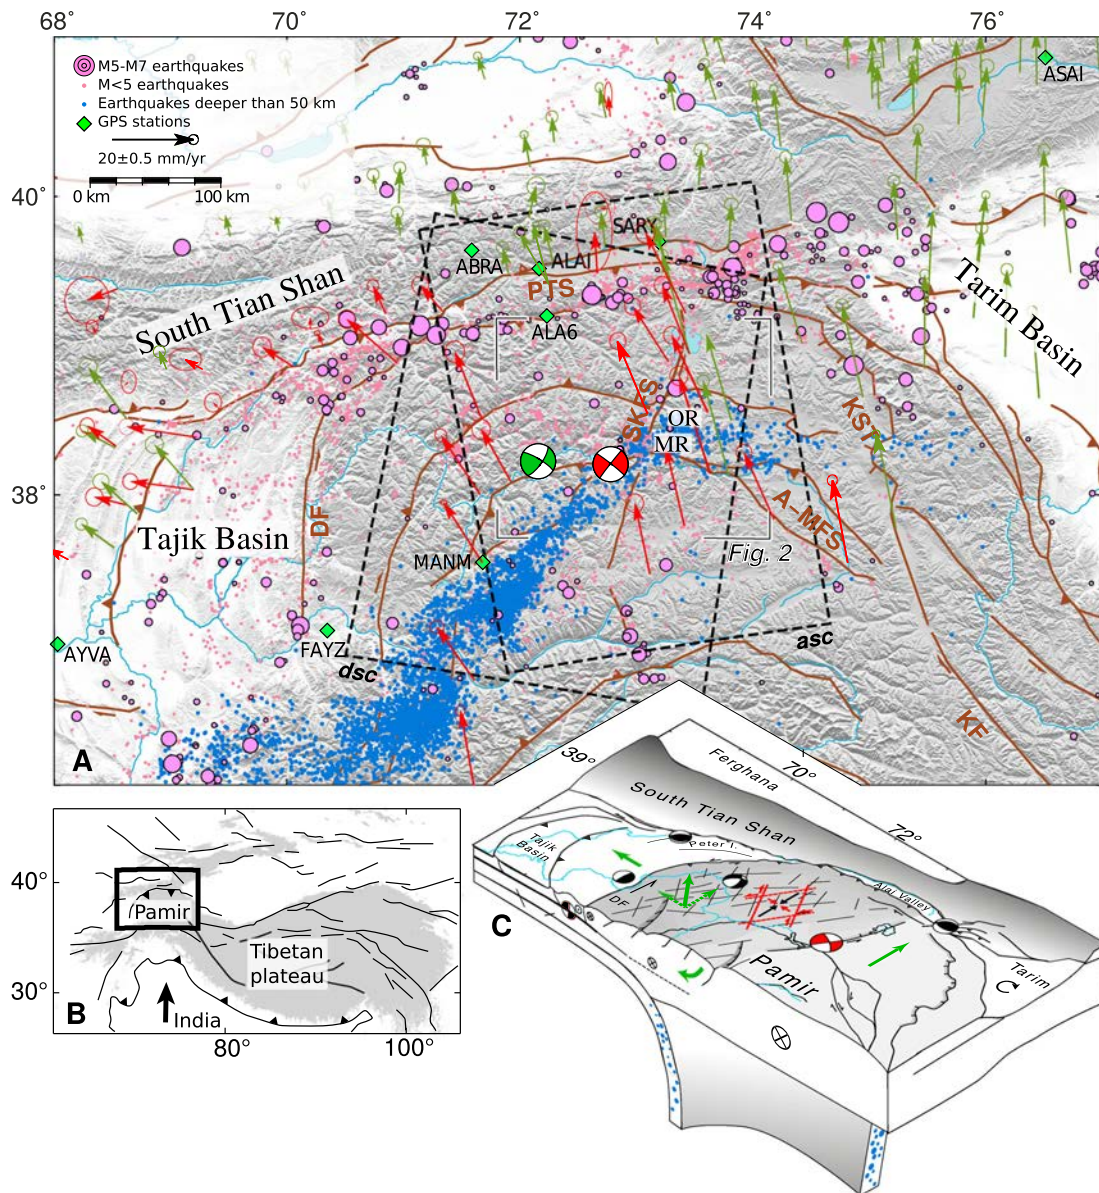 68°
70°
72°
74°
76°
M5-M7 earthquakes
M<5 earthquakes
Earthquakes deeper than 50 km
GPS stations
20±0.5 mm/yr
0 km
100 km
ASAI
40°
SARY
ABRA
ALAI
PTS
ALA6
South Tian Shan
Tarim Basin
SKFS
OR
MR
KST
38°
DF
Tajik Basin
A-MFS
Fig. 2
MANM
AYVA
FAYZ
dsc
asc
KF
A
39°
Ferghana
70°
South Tian Shan
72°
Tajik
Basin
Peter I.
Alai Valley
DF
C
Pamir
Tarim
40°
Pamir
Tibetan
plateau
30°
B
India
80°
100°